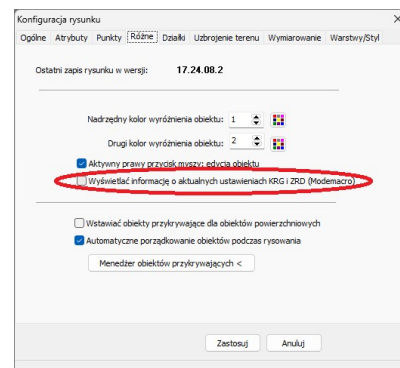 Konfiguracja rysunku
Ogólne Atrybuty Punkty Różne Działki Uzbrojenie terenu Wymiarowanie Warstwy/Styl
Ostatni zapis rysunku w wersji: 17.24.08.2
Nadrzędny kolor wyróżnienia obiektu: 1
Drugi kolor wyróżnienia obiektu: 2
Aktywny prawy przycisk myszy: edycja obiektu
Wyświetlać informację o aktualnych ustawieniach KRG i ZRD (Modemacro)
Wstawiać obiekty przykrywające dla obiektów powierzchniowych
Automatyczne porządkowanie obiektów podczas rysowania
Menedżer obiektów przykrywających <
Zastosuj Anuluj